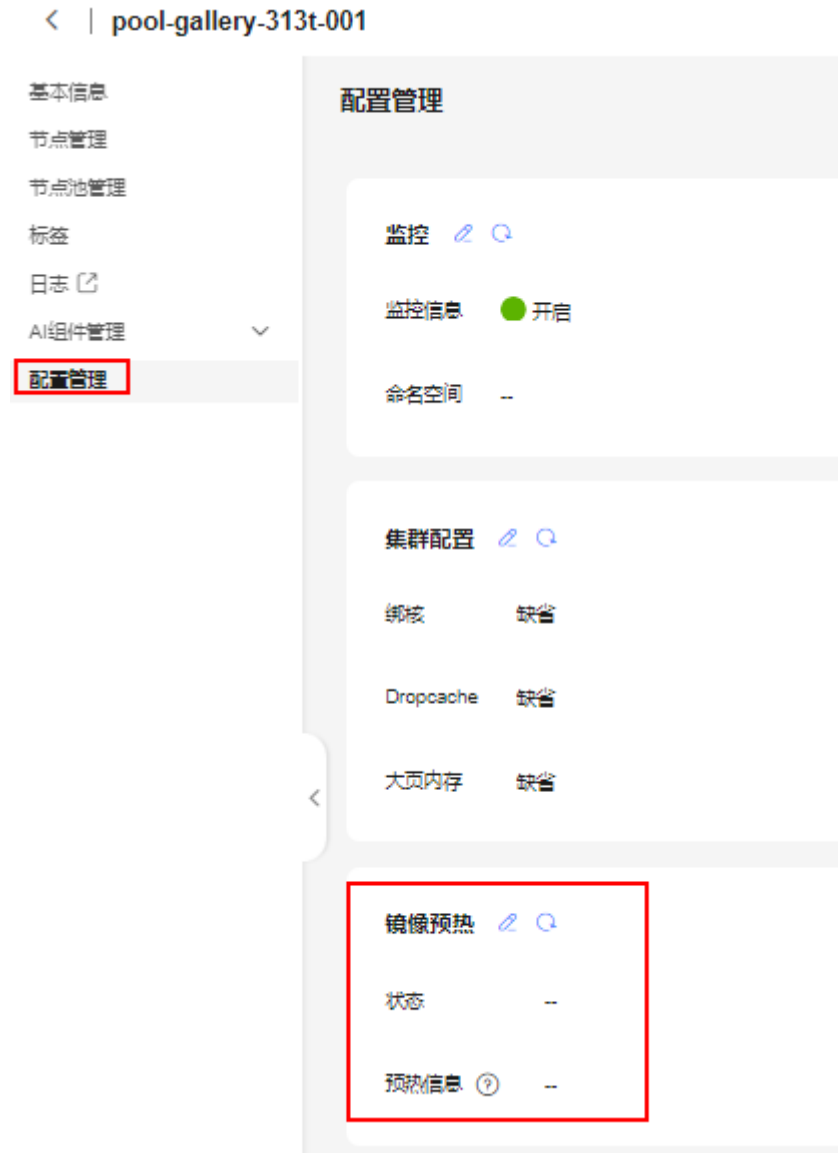 pool-gallery-313t-001
基本信息
节点管理
节点池管理
标签
日志
AI组件管理
配置管理
配置管理
监控
监控信息 开启
命名空间 --
集群配置
绑核 缺省
Dropcache 缺省
大页内存 缺省
镜像预热
状态 --
预热信息 ? --